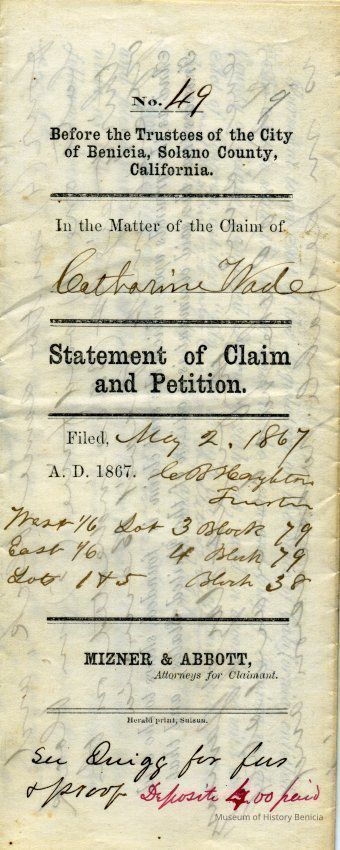 No. 49
Before the Trustees of the City
of Benicia, Solano County,
California.
In the Matter of the Claim of
Catharine Wade
Statement of Claim
and Petition.
Filed, May 2, 1867
A. D. 1867. C B Houghton
Trustee
West 1/6 Lot 3 Block 79
East 1/6 4 Block 79
Lots 1 & 5 Block 38
MIZNER & ABBOTT,
Attorneys for Claimant.
Herald print, Suisun.
See Quigg for fees
& proof Deposite 4.00 paid
Museum of History Benicia